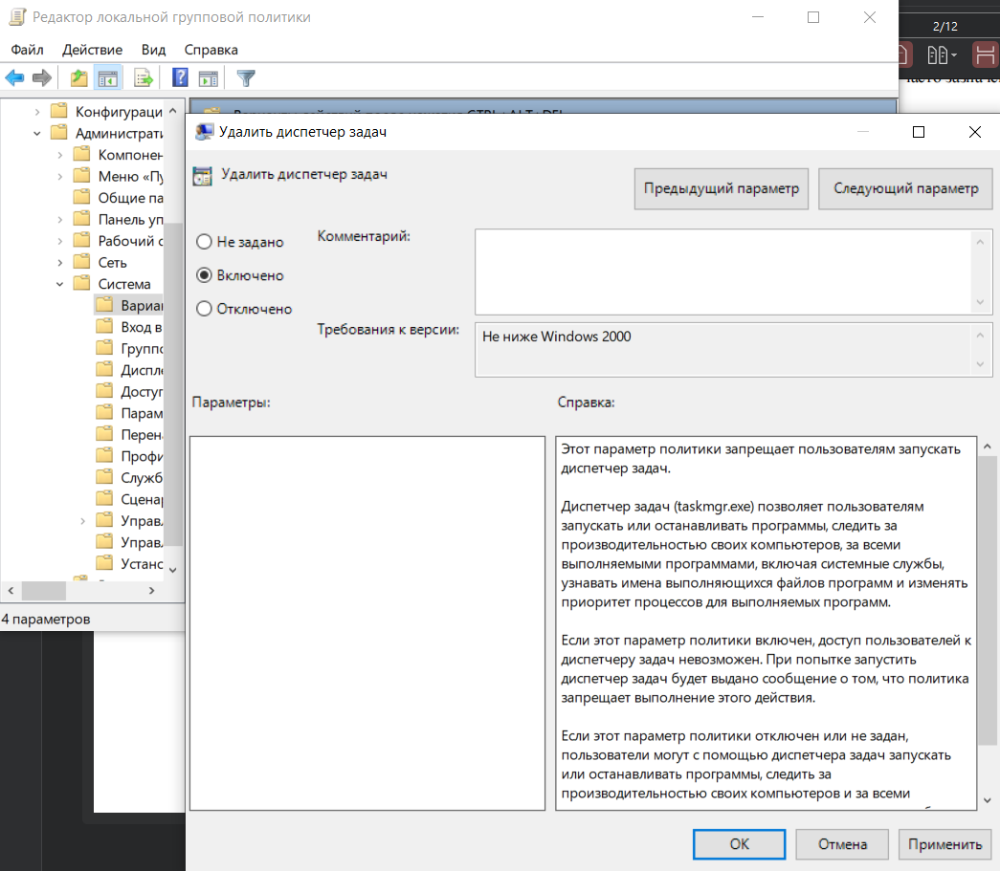 Редактор локальной групповой политики
2/12
Файл Действие Вид Справка
Конфигураци
Администрати
Компонен
Меню «Пу
Общие па
Панель уп
Рабочий с
Сеть
Система
Вариан
Вход в
Группо
Диспле
Доступ
Парам
Перена
Профи
Служб
Сценар
Управл
Управл
Устано
4 параметров
Удалить диспетчер задач
Удалить диспетчер задач
Предыдущий параметр
Следующий параметр
Не задано
Включено
Отключено
Комментарий:
Требования к версии:
Не ниже Windows 2000
Параметры:
Справка:
Этот параметр политики запрещает пользователям запускать
диспетчер задач.
Диспетчер задач (taskmgr.exe) позволяет пользователям
запускать или останавливать программы, следить за
производительностью своих компьютеров, за всеми
выполняемыми программами, включая системные службы,
узнавать имена выполняющихся файлов программ и изменять
приоритет процессов для выполняемых программ.
Если этот параметр политики включен, доступ пользователей к
диспетчеру задач невозможен. При попытке запустить
диспетчер задач будет выдано сообщение о том, что политика
запрещает выполнение этого действия.
Если этот параметр политики отключен или не задан,
пользователи могут с помощью диспетчера задач запускать
или останавливать программы, следить за
производительностью своих компьютеров и за всеми
ОК
Отмена
Применить